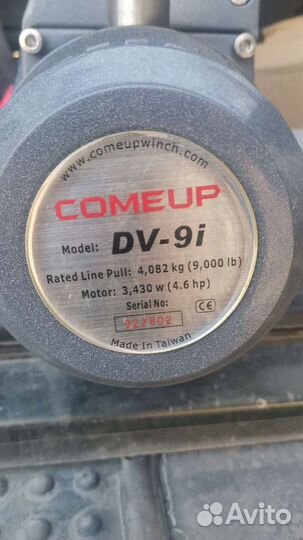 www.comeupwinch.com
COMEUP
Model: DV-9i
Rated Line Pull: 4,082 kg (9,000 lb)
Motor: 3,430 w (4.6 hp)
Serial No:
922802 CE
Made In Taiwan
Avito